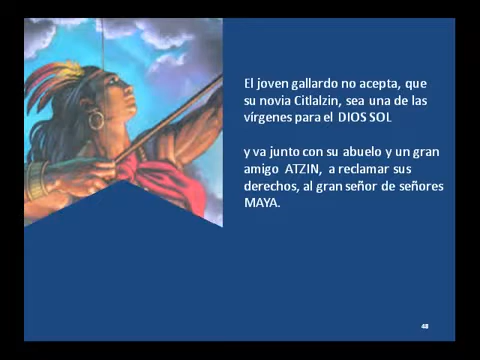 El joven gallardo no acepta, que
su novia Citlalzin, sea una de las
vírgenes para el DIOS SOL
y va junto con su abuelo y un gran
amigo ATZIN, a reclamar sus
derechos, al gran señor de señores
MAYA.
48